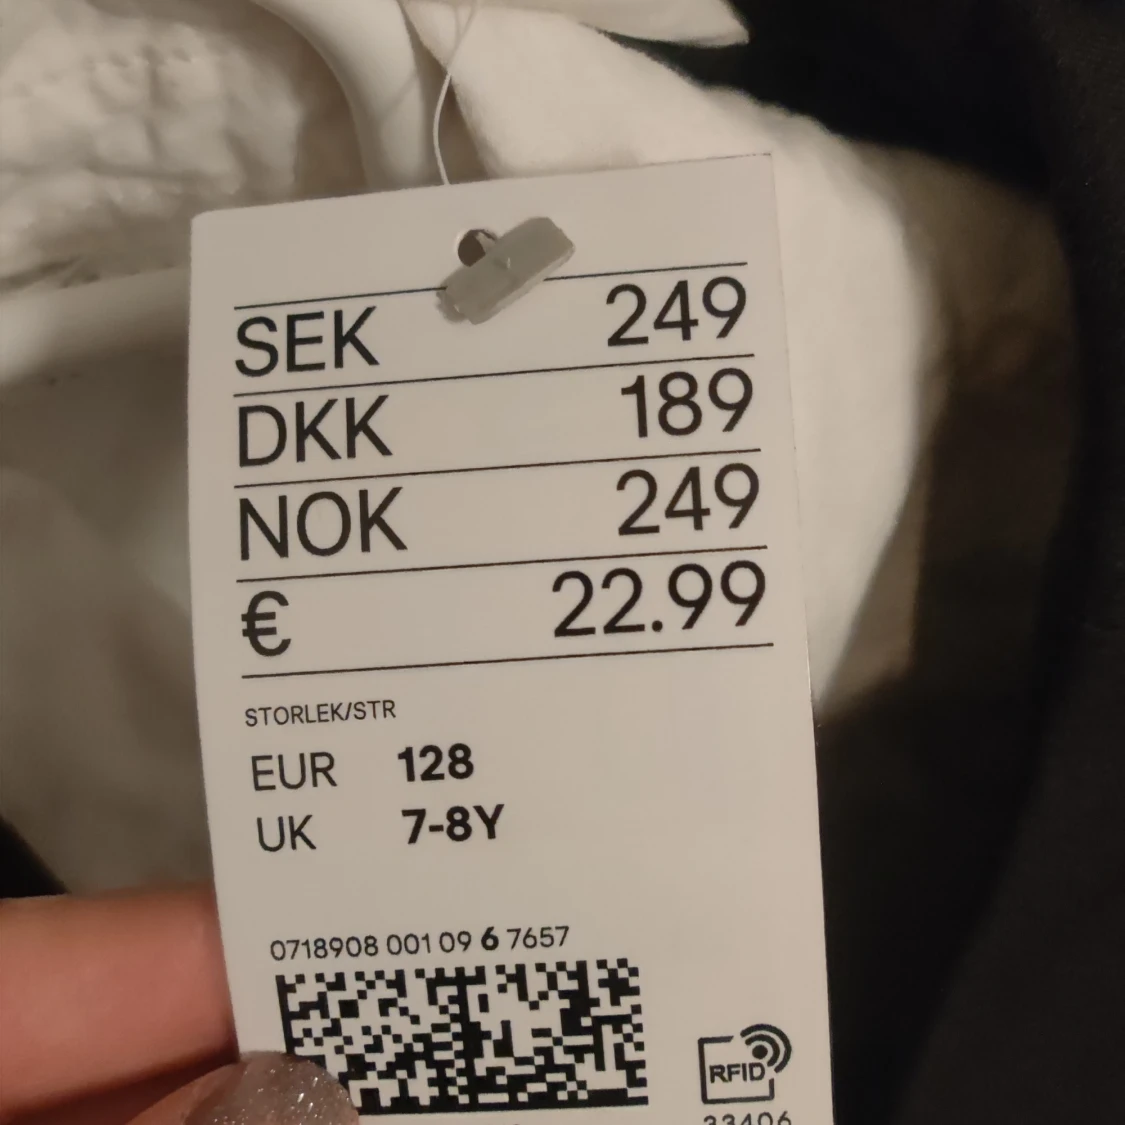 SEK 249
DKK 189
NOK 249
€ 22.99
STORLEK/STR
EUR 128
UK 7-8Y
0718908 001 09 6 7657
RFID
33406